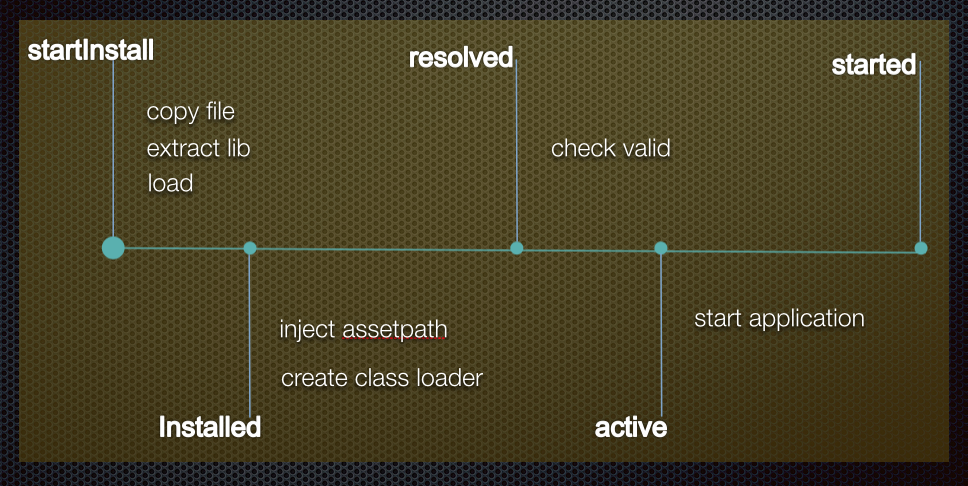 startInstall
resolved
started
copy file
extract lib
load
check valid
inject assetpath
create class loader
start application
Installed
active